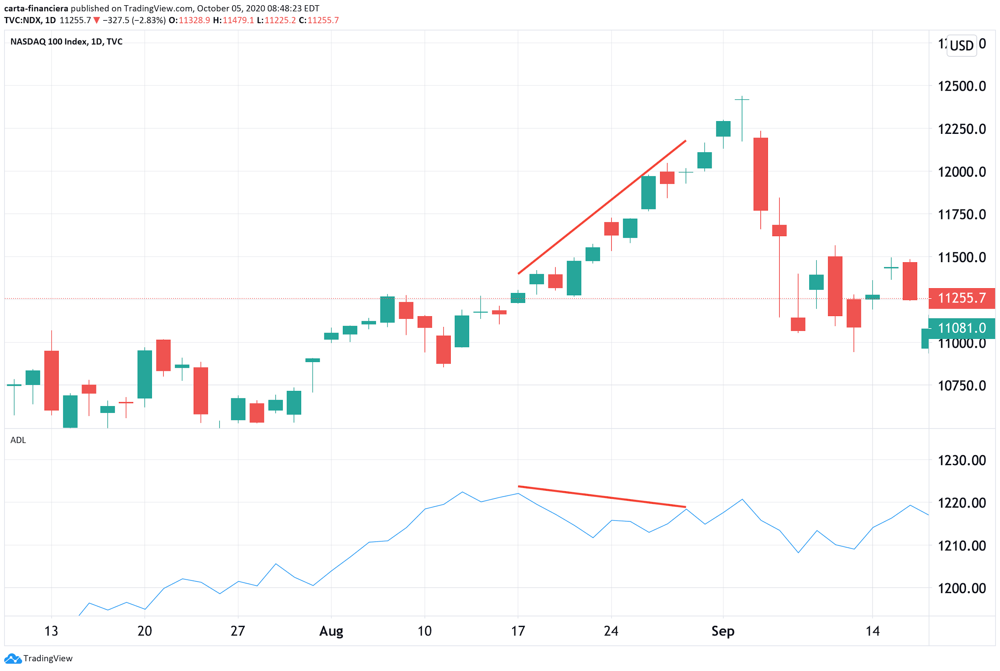 carta-financiera published on TradingView.com, October 05, 2020 08:48:23 EDT
TVC:NDX, 1D 11255.7 ▼ −327.5 (−2.83%) O:11328.9 H:11479.1 L:11225.2 C:11255.7
NASDAQ 100 Index, 1D, TVC
USD
12500.0
12250.0
12000.0
11750.0
11500.0
11255.7
11081.0
11000.0
10750.0
ADL
1230.00
1220.00
1210.00
1200.00
13 20 27 Aug 10 17 24 Sep 14
TradingView